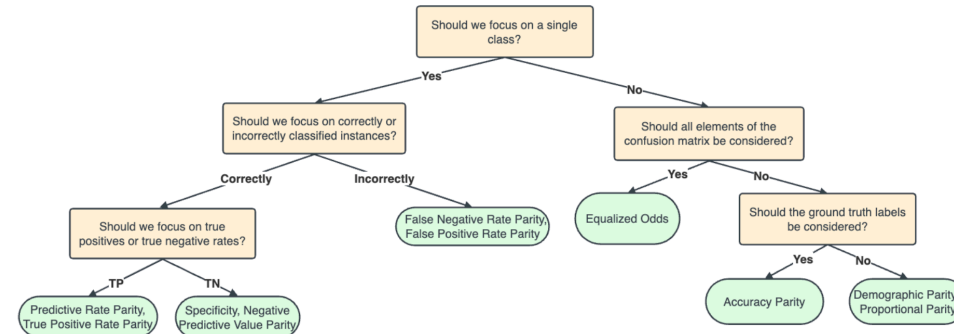 Should we focus on a single
class?
Yes
No
Should we focus on correctly or
incorrectly classified instances?
Should all elements of the
confusion matrix be considered?
Correctly
Incorrectly
Yes
No
Should we focus on true
positives or true negative rates?
False Negative Rate Parity,
False Positive Rate Parity
Equalized Odds
Should the ground truth labels
be considered?
TP
TN
Yes
No
Predictive Rate Parity,
True Positive Rate Parity
Specificity, Negative
Predictive Value Parity
Accuracy Parity
Demographic Parity
Proportional Parity